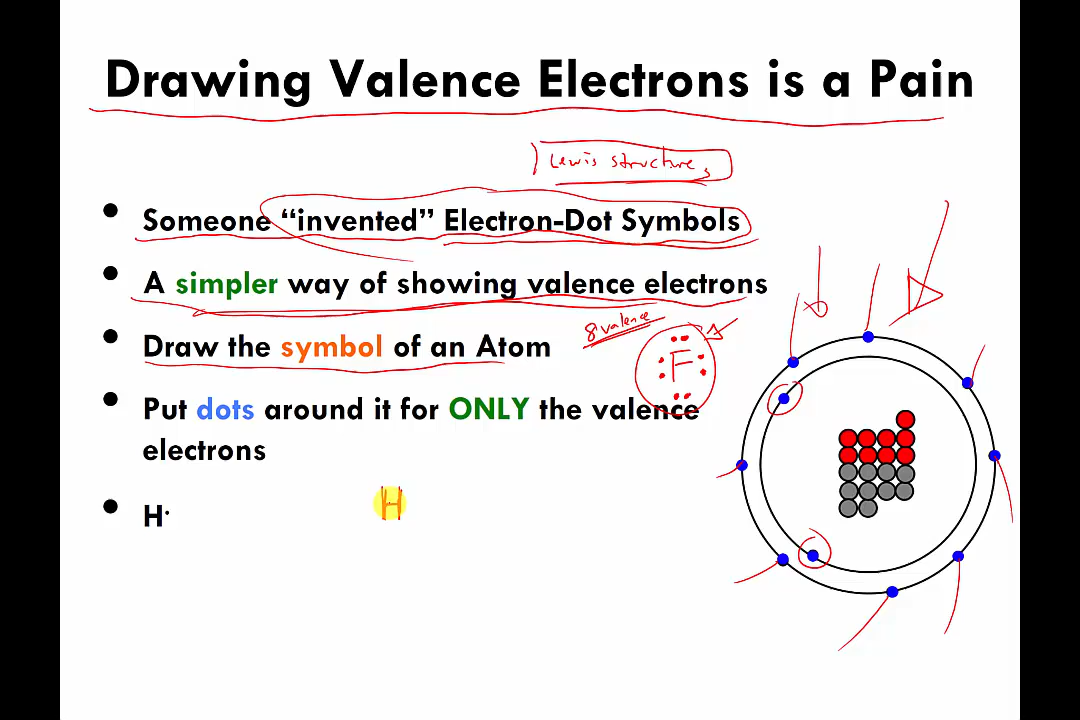 Drawing Valence Electrons is a Pain
Lewis structure,
• Someone “invented” Electron-Dot Symbols
• A simpler way of showing valence electrons
8 valence
• Draw the symbol of an Atom
F
• Put dots around it for ONLY the valence
electrons
• H·
H